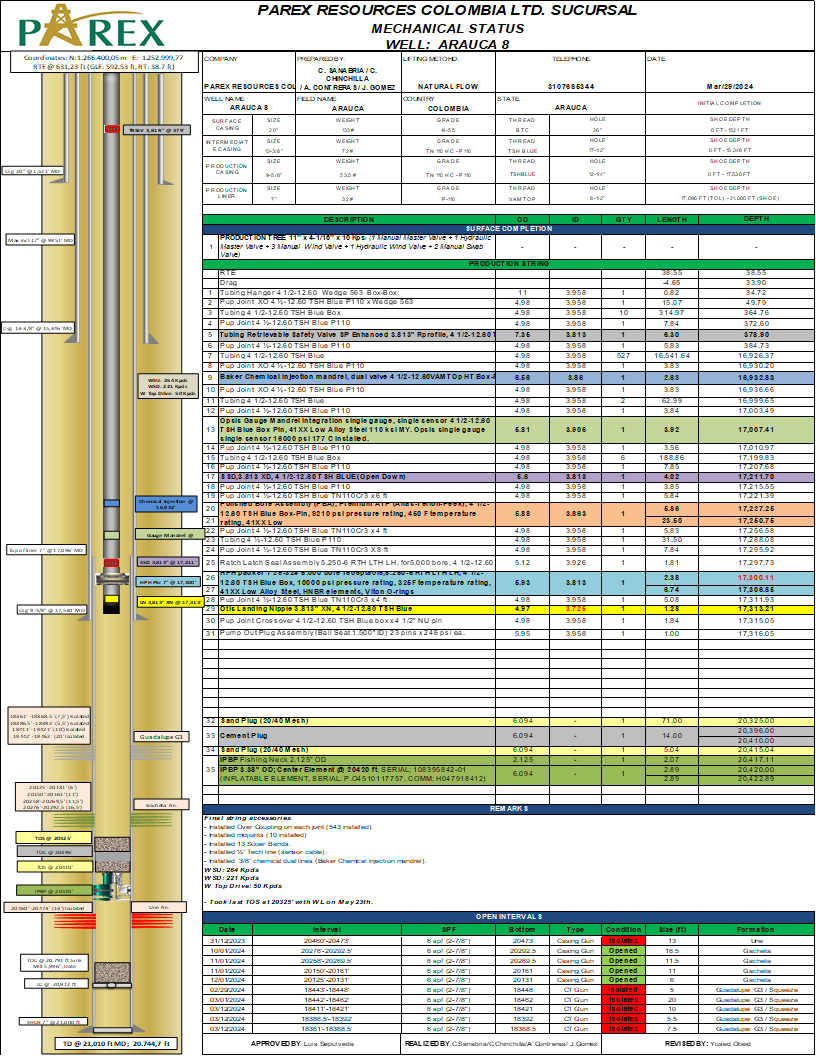 PAREX
PAREX RESOURCES COLOMBIA LTD. SUCURSAL
MECHANICAL STATUS
WELL: ARAUCA 8
Coordinates: N:1.266.400,05 m E: 1.252.999,77
RTE @ 631,23 ft (GLE: 592,53 ft, RT: 38.7 ft)
COMPANY PREPARED BY: LIFTING METOHD: TELEPHONE DATE
PAREX RESOURCES COL C. SANABRIA / C. CHINCHILLA / A. CONTRERAS / J. GOMEZ NATURAL FLOW 3107685344 Mar/29/2024
WELL NAME FIELD NAME COUNTRY STATE INITIAL COMPLETION
ARAUCA 8 ARAUCA COLOMBIA ARAUCA
SURFACE CASING SIZE WEIGHT GRADE THREAD HOLE SHOE DEPTH
20" 133# K-55 BTC 26" 0 FT - 1521 FT
INTERMEDIATE CASING SIZE WEIGHT GRADE THREAD HOLE SHOE DEPTH
13-3/8" 72# TN 110 HC - P110 TSH BLUE 17-1/2" 0 FT - 15,346 FT
PRODUCTION CASING SIZE WEIGHT GRADE THREAD HOLE SHOE DEPTH
9-5/8" 53.5# TN 110 HC - P110 TSHBLUE 12-1/4" 0 FT - 17,530 FT
PRODUCTION LINER SIZE WEIGHT GRADE THREAD HOLE SHOE DEPTH
7" 32# P-110 VAM TOP 8-1/2" 17,096 FT (TOL) - 21,000 FT (SHOE)
DESCRIPTION OD ID QTY LENGTH DEPTH
SURFACE COMPLETION
1 PRODUCTION TREE 11" x 4-1/16" x 10 Kpsi (1 Manual Master Valve + 1 Hydraulic Master Valve + 3 Manual Wind Valve + 1 Hydraulic Wind Valve + 2 Manual Swab Valve) - - - - -
PRODUCTION STRING
RTE 38.55 38.55
Drag -4.65 33.90
1 Tubing Hanger 4 1/2-12.60 Wedge 563 Box-Box 11 3.958 1 0.82 34.72
2 Pup Joint XO 4 ½-12.60 TSH Blue P110 x Wedge 563 4.98 3.958 1 15.07 49.79
3 Tubing 4 1/2-12.60 TSH Blue Box 4.98 3.958 10 314.97 364.76
4 Pup Joint 4 ½-12.60 TSH Blue P110 4.98 3.958 1 7.84 372.60
5 Tubing Retrievable Safety Valve SP Enhanced 3.813" Rprofile, 4 1/2-12.60 T 7.35 3.813 1 6.30 378.90
6 Pup Joint 4 ½-12.60 TSH Blue P110 4.98 3.958 1 5.83 384.73
7 Tubing 4 1/2-12.60 TSH Blue 4.98 3.958 527 16,541.64 16,926.37
8 Pup Joint XO 4 ½-12.60 TSH Blue P110 4.98 3.958 1 3.83 16,930.20
9 Baker Chemical Injection mandrel, dual valve 4 1/2-12.60VAMTOp HT Box - 6.56 3.86 1 2.63 16,932.83
10 Pup Joint XO 4 ½-12.60 TSH Blue P110 4.98 3.958 1 3.83 16,936.66
11 Tubing 4 1/2-12.60 TSH Blue 4.98 3.958 2 62.99 16,999.65
12 Pup Joint 4 ½-12.60 TSH Blue P110 4.98 3.958 1 3.84 17,003.49
13 Opsis Gauge Mandrel integration single gauge, single sensor 4 1/2-12.60 TSH Blue Box Pin, 41XX Low Alloy Steel 110 ksi MY. Opsis single gauge single sensor 16000 psi 177 C installed. 5.81 3.906 1 3.92 17,007.41
14 Pup Joint 4 ½-12.60 TSH Blue P110 4.98 3.958 1 3.56 17,010.97
15 Tubing 4 1/2-12.60 TSH Blue Box 4.98 3.958 6 188.86 17,199.83
16 Pup Joint 4 ½-12.60 TSH Blue P110 4.98 3.958 1 7.85 17,207.68
17 SSD,3.813 XD, 4 1/2-12.60 TSH BLUE(Open Down) 5.6 3.813 1 4.02 17,211.70
18 Pup Joint 4 ½-12.60 TSH Blue P110 4.98 3.958 1 3.85 17,215.55
19 Pup Joint 4 ½-12.60 TSH Blue TN110Cr3 x 6 ft 4.98 3.958 1 5.84 17,221.39
20 Polished Bore Assembly (PBA), Premium ATP (Aflas-Teflon-Peek), 4 1/2-12.60 TSH Blue Box-Pin, 9210 psi pressure rating, 450 F temperature rating, 41XX Low 5.88 3.863 1 5.86 17,227.25
21 23.50 17,250.75
22 Pup Joint 4 ½-12.60 TSH Blue TN110Cr3 x 4 ft 4.98 3.958 1 5.83 17,256.58
23 Tubing 4 ½-12.60 TSH Blue P110 4.98 3.958 1 31.50 17,288.08
24 Pup Joint 4 ½-12.60 TSH Blue TN110Cr3 X8 ft 4.98 3.958 1 7.84 17,295.92
25 Ratch Latch Seal Assembly 5.250-6 RTH LTH LH, for5.000 bore, 4 1/2-12.60 5.12 3.926 1 1.81 17,297.73
26 4 1/2-12.60 TSH Blue Box, 10000 psi pressure rating, 325F temperature rating, 41XX Low Alloy Steel, HNBR elements, Viton O-rings 5.93 3.813 1 2.38 17,300.11
27 6.74 17,306.85
28 Pup Joint 4 ½-12.60 TSH Blue TN110Cr3 x 4 ft 4.98 3.958 1 5.08 17,311.93
29 Otis Landing Nipple 3.813" XN, 4 1/2-12.60 TSH Blue 4.97 3.725 1 1.28 17,313.21
30 Pup Joint Crossover 4 1/2-12.60 TSH Blue box x 4 1/2" NU pin 4.98 3.958 1 1.84 17,315.05
31 Pump Out Plug Assembly (Ball Seat 1.500" ID) 23 pins x 246 psi ea. 5.95 3.958 1 1.00 17,316.05
32 Sand Plug (20/40 Mesh) 6.094 - 1 71.00 20,325.00
33 Cement Plug 6.094 - 1 14.00 20,396.00
20,410.00
34 Sand Plug (20/40 Mesh) 6.094 - 1 5.04 20,415.04
IPBP Fishing Neck 2.125" OD 2.125 - 1 2.07 20,417.11
35 IPBP 3.38" OD; Center Element @ 20420 ft; SERIAL: 108395842-01 (INFLATABLE ELEMENT, SERIAL: P.O4510117757, COMM: H047918412) 6.094 - 1 2.89 20,420.00
2.89 20,422.89
REMARKS
Final string accessories.
- Installed Over Coupling on each joint (543 installed).
- Installed midjoints (10 installed)
- Installed 13 Sucer Bands.
- Installed ¼" Tech line (sensor cable).
- Installed 3/8" chemical dual lines (Baker Chemical injection mandrel).
WSU: 264 Kpds
WSD: 221 Kpds
W Top Drive: 50 Kpds
- Took last TOS at 20325' with WL on May 23th.
OPEN INTERVALS
Date Interval SPF Bottom Type Condition Size (ft) Formation
31/12/2023 20460'-20473' 6 spf (2-7/8") 20473 Casing Gun Isolated 13 Une
10/01/2024 20276'-20292.5' 6 spf (2-7/8") 20292.5 Casing Gun Opened 16.5 Gacheta
11/01/2024 20258'-20269.5' 6 spf (2-7/8") 20269.5 Casing Gun Opened 11.5 Gacheta
11/01/2024 20150'-20161' 6 spf (2-7/8") 20161 Casing Gun Opened 11 Gacheta
12/01/2024 20125'-20131' 6 spf (2-7/8") 20131 Casing Gun Opened 6 Gacheta
02/29/2024 18443'-18448' 6 spf (2-7/8") 18448 CT Gun Isolated 5 Guadalupe G3 / Squeeze
03/01/2024 18442'-18462' 6 spf (2-7/8") 18462 CT Gun Isolated 20 Guadalupe G3 / Squeeze
03/12/2024 18411'-18421' 6 spf (2-7/8") 18421 CT Gun Isolated 10 Guadalupe G3 / Squeeze
03/12/2024 18386,5'-18392' 6 spf (2-7/8") 18392 CT Gun Isolated 5.5 Guadalupe G3 / Squeeze
03/12/2024 18361'-18368.5' 6 spf (2-7/8") 18368.5 CT Gun Isolated 7.5 Guadalupe G3 / Squeeze
APPROVED BY: Luis Sepulveda REALIZED BY:C.Sanabria/C.Chinchilla/A.Contreras/ J.Gomez REVISED BY: Yused Obeid
TRSSV 3,813" @ 379'
Csg 20" @ 1,521' MD
Max Incl 17° @ 9851' MD
Csg 13-3/8" @ 15,346' MD
WSU: 264 Kpds
WSD: 221 Kpds
W Top Drive: 50 Kpds
Chemical Injection @ 16,932'
Gauge Mandrel @
Top of liner 7" @ 17,096' MD
SSD 3,813" @ 17,211'
HPH Pkr 7" @ 17,300'
LN 3,813" XN @ 17,313'
Csg 9-5/8" @ 17,530' MD
18361'-18368.5' (7,5') Isolated
18386.5'-18392' (5,5') Isolated
18411'-18421' (10') Isolated
18442'-18462' (20' Isolated
Guadalupe G3
20125'-20131' (6')
20150'-20161' (11')
20258'-20269,5' (11,5')
20276'-20292,5 (16,5')
Gacheta Fm.
TOS @ 20325'
TOC @ 20396'
TOS @ 20410'
IPBP @ 20420'
20460'-20473' (13') Isolated
Une Fm.
TOC @ 20,791 ft Junk
Mill 5,896", Date
LC @ 20,912 ft
SHOE 7" @ 21,000 ft
TD @ 21,010 ft MD; 20.744,7 ft